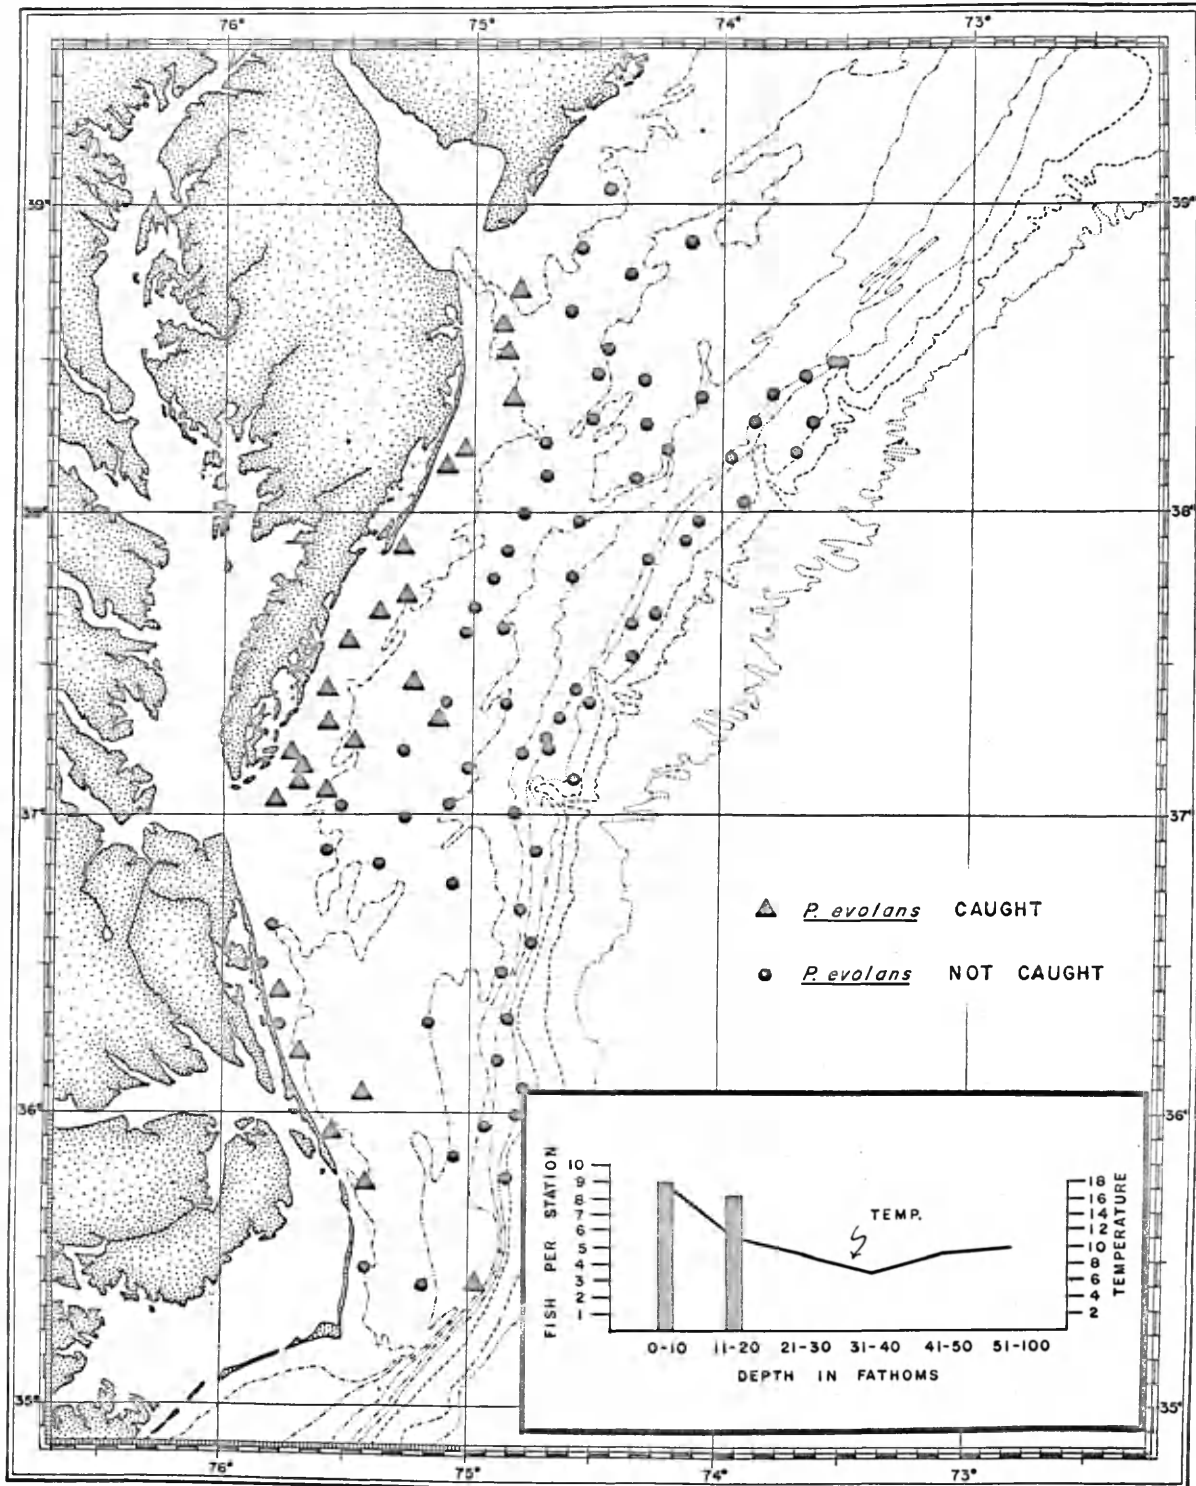 76° 75° 74° 73°
39° 39°
38° 38°
37° 37°
P. evolans CAUGHT
P. evolans NOT CAUGHT
36° 36°
35° 35°
FISH PER STATION
10
9
8
7
6
5
4
3
2
1
TEMP.
18
16
14
12
10
8
6
4
2
TEMPERATURE
0-10 11-20 21-30 31-40 41-50 51-100
DEPTH IN FATHOMS
76° 75° 74° 73°